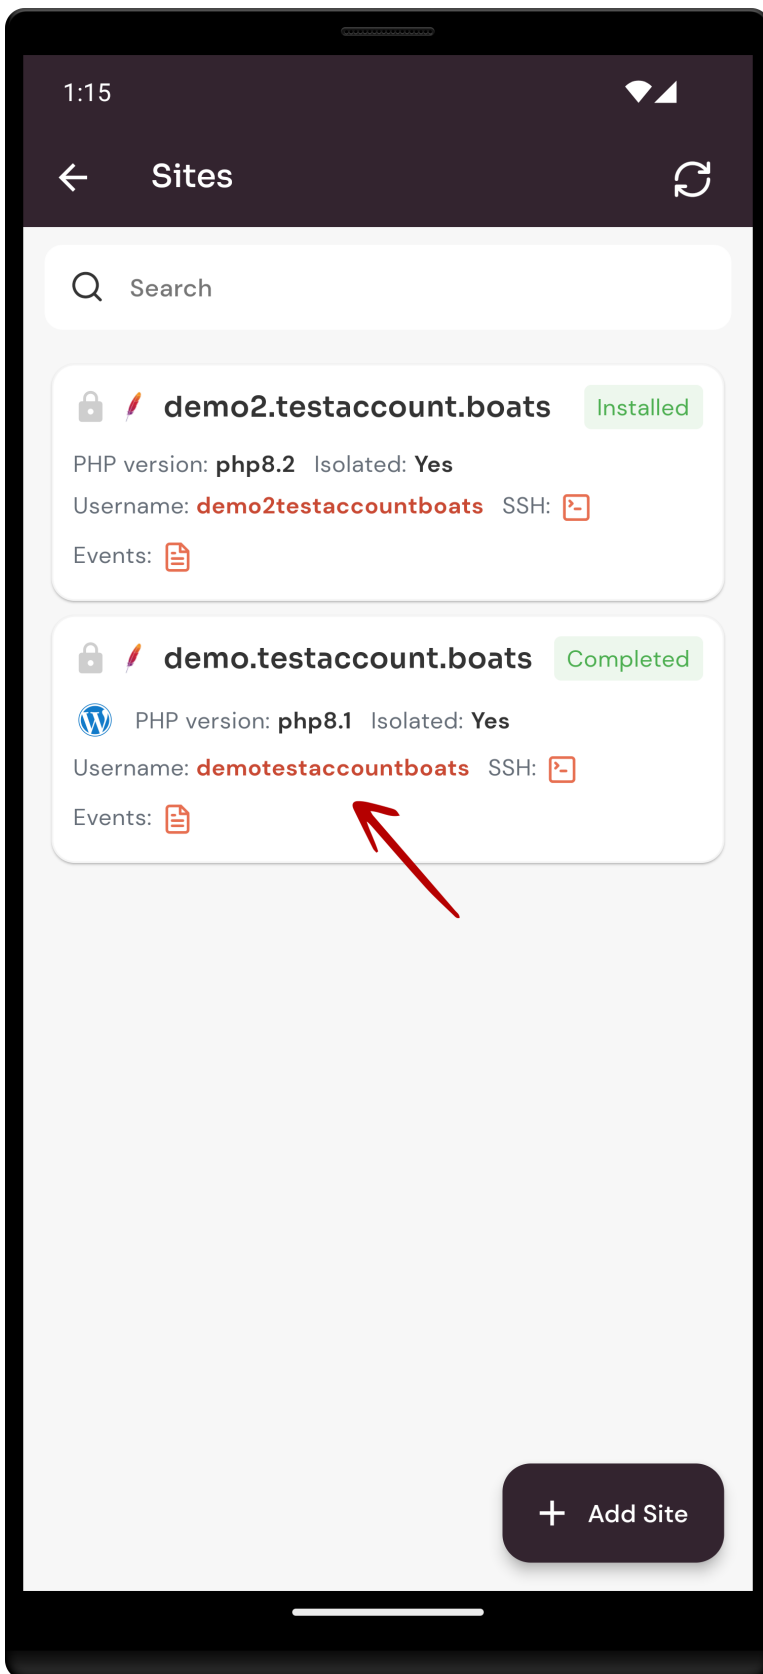 1:15
Sites
Search
demo2.testaccount.boats Installed
PHP version: php8.2 Isolated: Yes
Username: demo2testaccountboats SSH:
Events:
demo.testaccount.boats Completed
PHP version: php8.1 Isolated: Yes
Username: demotestaccountboats SSH:
Events:
+ Add Site